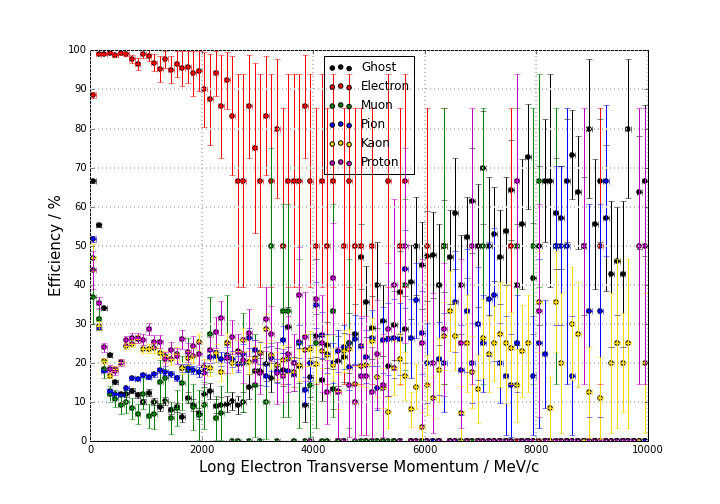 100
90
80
70
60
50
40
30
20
10
0
Efficiency / %
Ghost
Electron
Muon
Pion
Kaon
Proton
0 2000 4000 6000 8000 10000
Long Electron Transverse Momentum / MeV/c